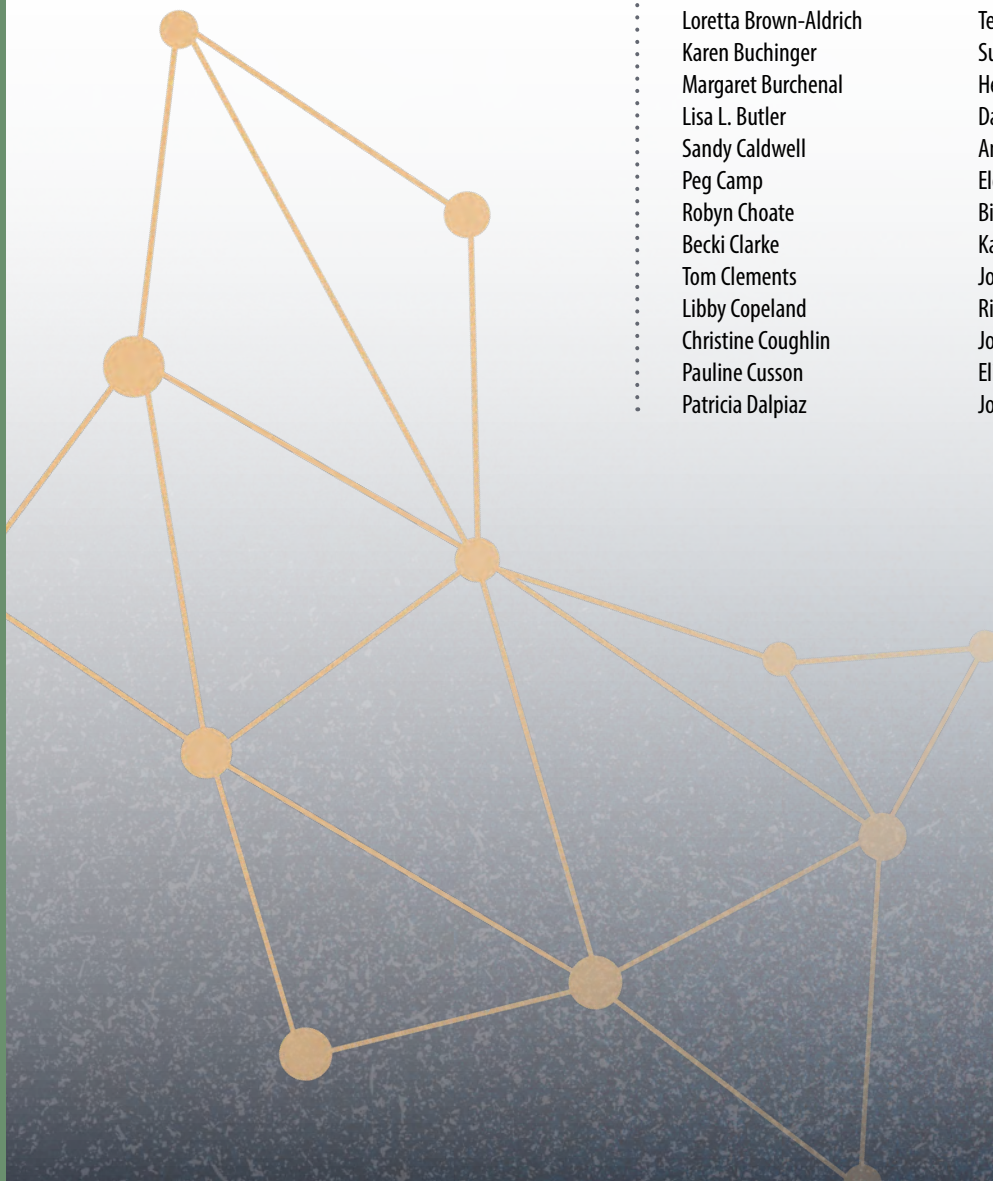 Loretta Brown-Aldrich
Karen Buchinger
Margaret Burchenal
Lisa L. Butler
Sandy Caldwell
Peg Camp
Robyn Choate
Becki Clarke
Tom Clements
Libby Copeland
Christine Coughlin
Pauline Cusson
Patricia Dalpiaz